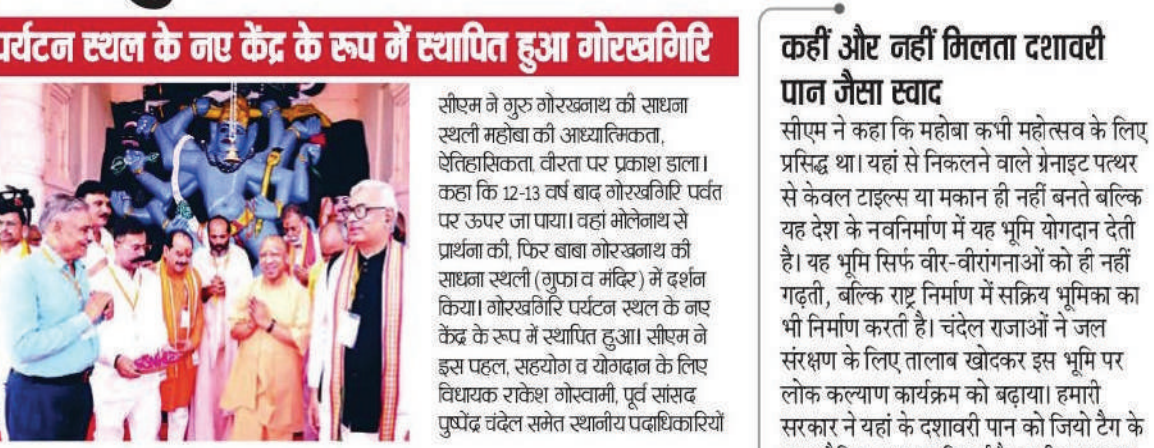 पर्यटन स्थल के नए केंद्र के रूप में स्थापित हुआ गोरखगिरि
सीएम ने गुरु गोरखनाथ की साधना
स्थली महोबा की आध्यात्मिकता,
ऐतिहासिकता, वीरता पर प्रकाश डाला।
कहा कि 12-13 वर्ष बाद गोरखगिरि पर्वत
पर ऊपर जा पाया। वहां भोलेनाथ से
प्रार्थना की, फिर बाबा गोरखनाथ की
साधना स्थली (गुफा व मंदिर) में दर्शन
किया। गोरखगिरि पर्यटन स्थल के नए
केंद्र के रूप में स्थापित हुआ। सीएम ने
इस पहल, सहयोग व योगदान के लिए
विधायक राकेश गोस्वामी, पूर्व सांसद
पुष्पेंद्र चंदेल समेत स्थानीय पदाधिकारियों
कहीं और नहीं मिलता दशावरी
पान जैसा स्वाद
सीएम ने कहा कि महोबा कभी महोत्सव के लिए
प्रसिद्ध था। यहां से निकलने वाले ग्रेनाइट पत्थर
से केवल टाइल्स या मकान ही नहीं बनते बल्कि
यह देश के नवनिर्माण में यह भूमि योगदान देती
है। यह भूमि सिर्फ वीर-वीरांगनाओं को ही नहीं
गढ़ती, बल्कि राष्ट्र निर्माण में सक्रिय भूमिका का
भी निर्माण करती है। चंदेल राजाओं ने जल
संरक्षण के लिए तालाब खोदकर इस भूमि पर
लोक कल्याण कार्यक्रम को बढ़ाया। हमारी
सरकार ने यहां के दशावरी पान को जियो टैग के